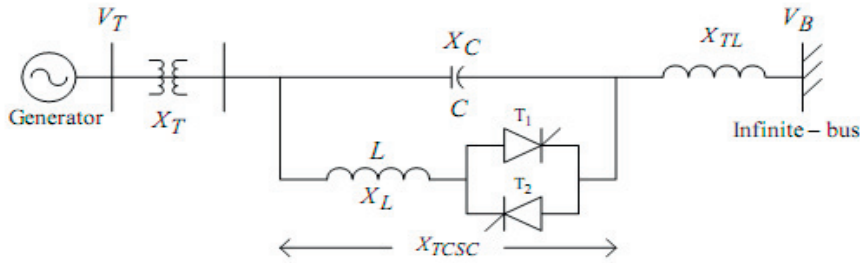 V_T
X_C
X_TL
V_B
C
Generator
X_T
T_1
Infinite – bus
L
X_L
T_2
X_TCSC